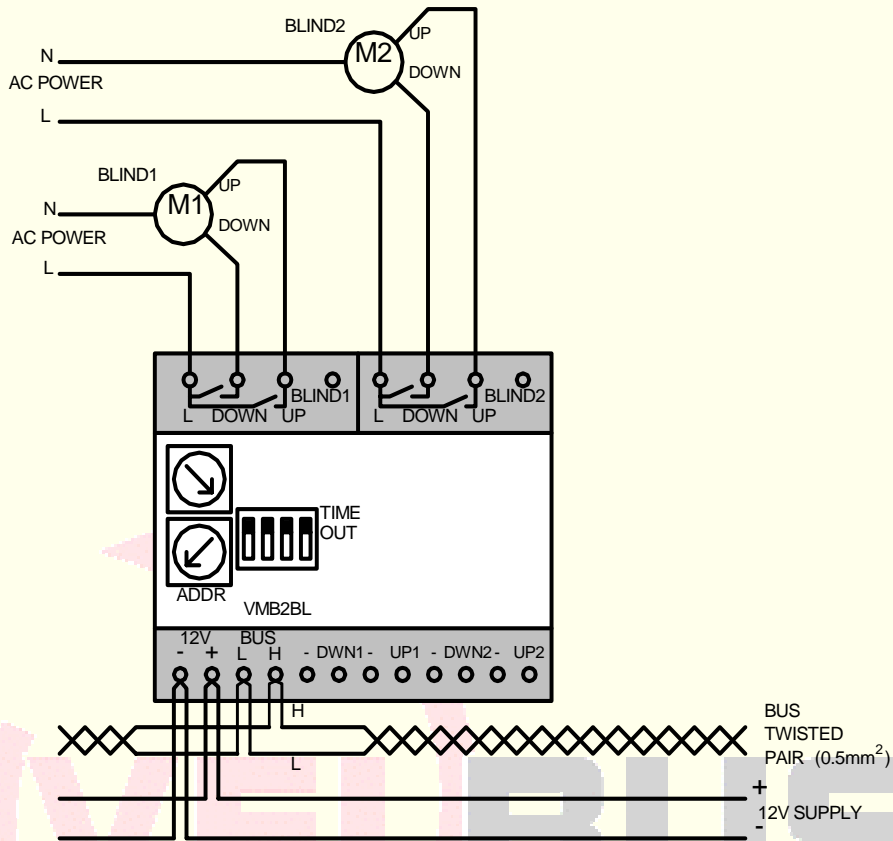 BLIND2
UP
M2
N
AC POWER
DOWN
L
BLIND1
UP
M1
N
DOWN
AC POWER
L
BLIND1 BLIND2
L DOWN UP L DOWN UP
TIME
OUT
ADDR
VMB2BL
12V BUS
- + L H - DWN1 - UP1 - DWN2 - UP2
H
L
BUS
TWISTED
PAIR (0.5mm²)
+
12V SUPPLY
-
VELBUS